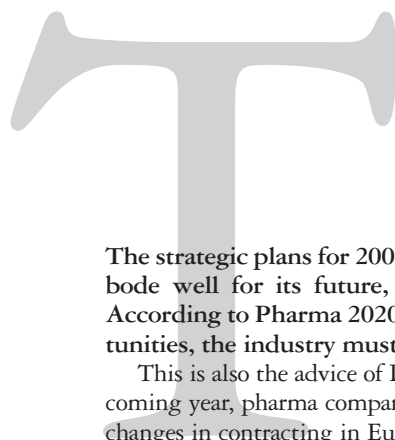 T
The strategic plans for 200
bode well for its future,
According to Pharma 2020
tunities, the industry must
This is also the advice of
coming year, pharma compan
changes in contracting in Eu